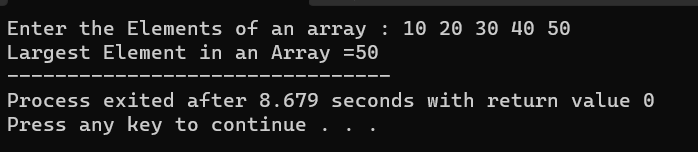 Enter the Elements of an array : 10 20 30 40 50
Largest Element in an Array =50
--------------------------------
Process exited after 8.679 seconds with return value 0
Press any key to continue . . .